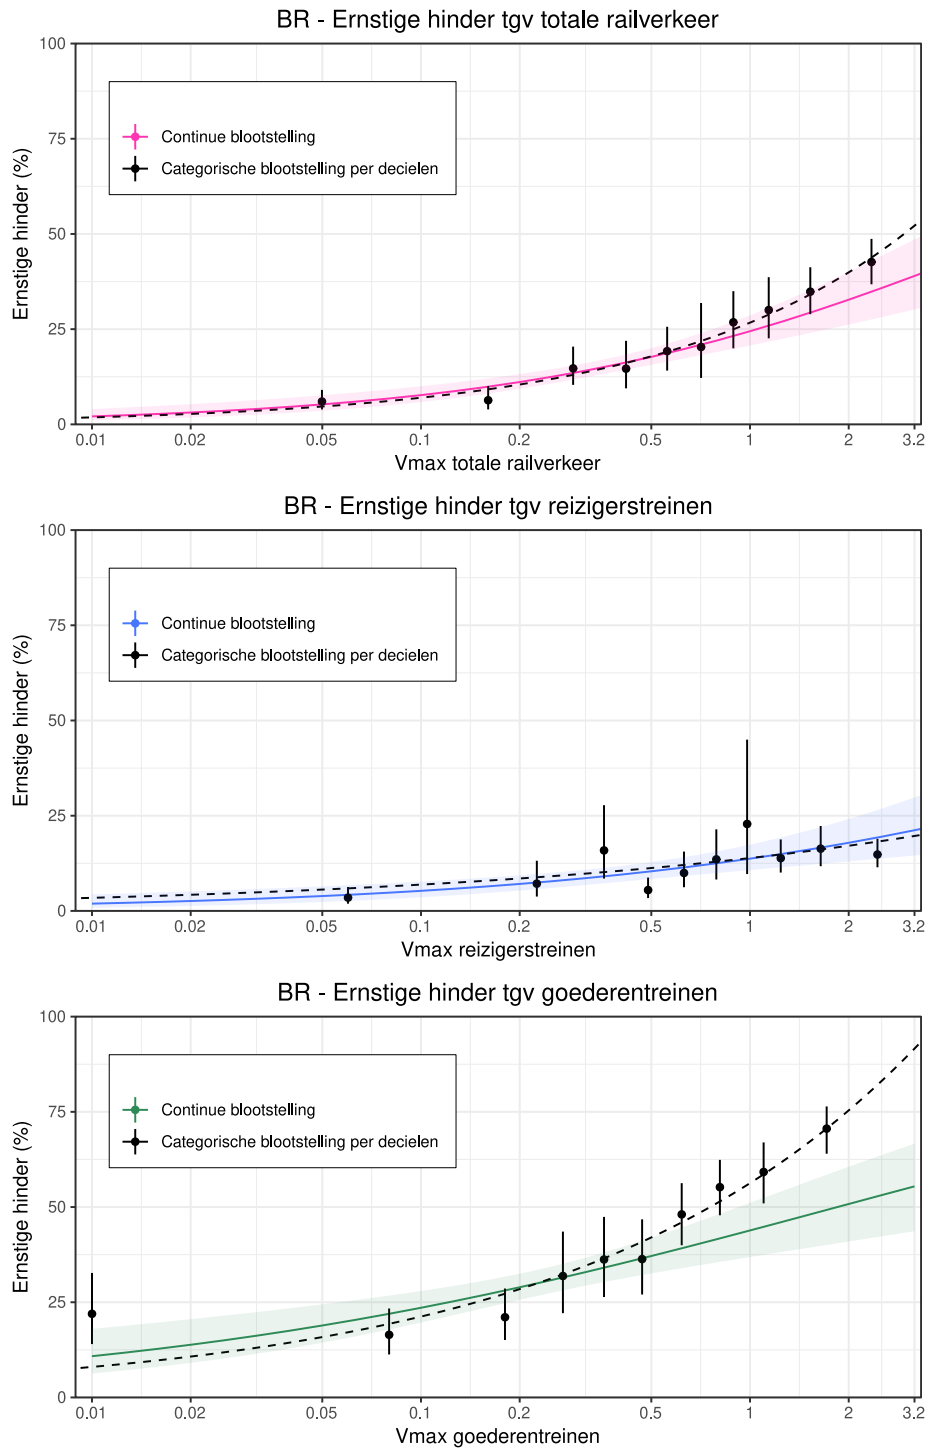 BR - Ernstige hinder tgv totale railverkeer
Ernstige hinder (%)
100
75
50
25
0
Continue blootstelling
Categorische blootstelling per decielen
0.01 0.02 0.05 0.1 0.2 0.5 1 2 3.2
Vmax totale railverkeer
BR - Ernstige hinder tgv reizigerstreinen
Ernstige hinder (%)
100
75
50
25
0
Continue blootstelling
Categorische blootstelling per decielen
0.01 0.02 0.05 0.1 0.2 0.5 1 2 3.2
Vmax reizigerstreinen
BR - Ernstige hinder tgv goederentreinen
Ernstige hinder (%)
100
75
50
25
0
Continue blootstelling
Categorische blootstelling per decielen
0.01 0.02 0.05 0.1 0.2 0.5 1 2 3.2
Vmax goederentreinen